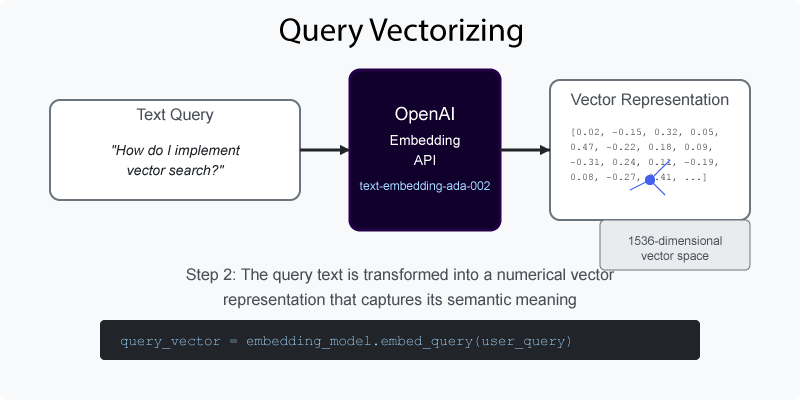 Query Vectorizing
Text Query
"How do I implement
vector search?"
OpenAI
Embedding
API
text-embedding-ada-002
Vector Representation
[0.02, -0.15, 0.32, 0.05,
0.47, -0.22, 0.18, 0.09,
-0.31, 0.24, 0.11, -0.19,
0.08, -0.27, 0.41, ...]
1536-dimensional
vector space
Step 2: The query text is transformed into a numerical vector
representation that captures its semantic meaning
query_vector = embedding_model.embed_query(user_query)